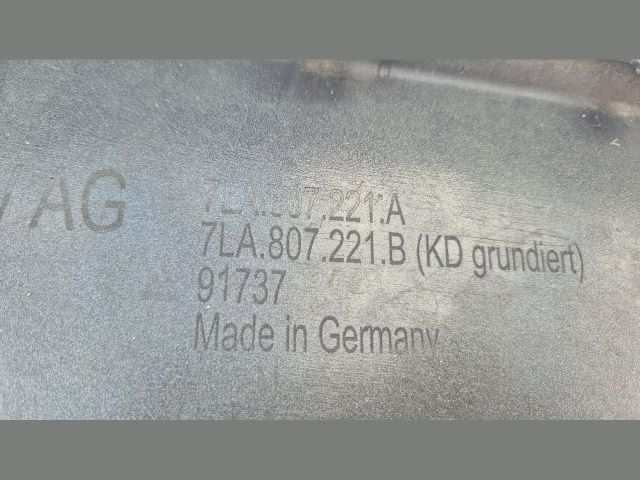 AG 7LA.807.221.A
7LA.807.221.B (KD grundiert)
91737
Made in Germany